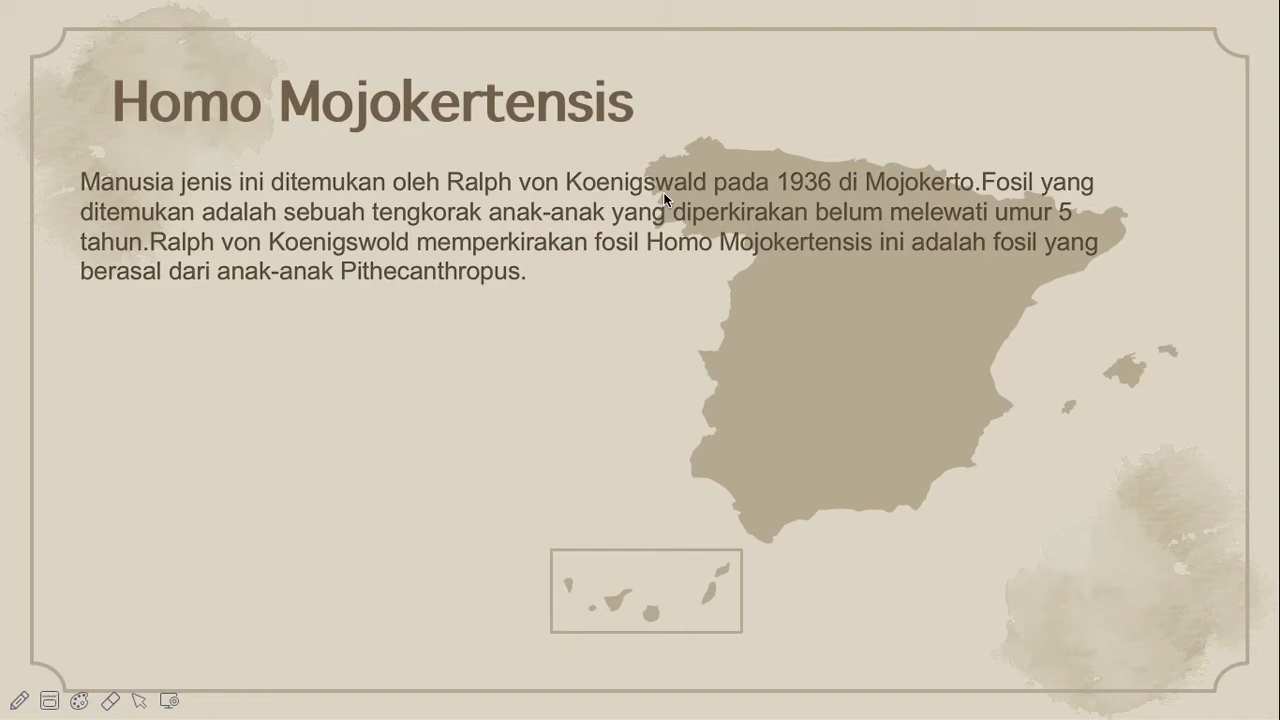 Homo Mojokertensis
Manusia jenis ini ditemukan oleh Ralph von Koenigswald pada 1936 di Mojokerto.Fosil yang
ditemukan adalah sebuah tengkorak anak-anak yang diperkirakan belum melewati umur 5
tahun.Ralph von Koenigswold memperkirakan fosil Homo Mojokertensis ini adalah fosil yang
berasal dari anak-anak Pithecanthropus.